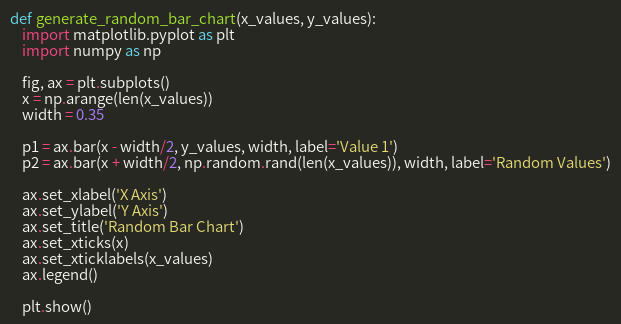 def generate_random_bar_chart(x_values, y_values):
    import matplotlib.pyplot as plt
    import numpy as np

    fig, ax = plt.subplots()
    x = np.arange(len(x_values))
    width = 0.35

    p1 = ax.bar(x - width/2, y_values, width, label='Value 1')
    p2 = ax.bar(x + width/2, np.random.rand(len(x_values)), width, label='Random Values')

    ax.set_xlabel('X Axis')
    ax.set_ylabel('Y Axis')
    ax.set_title('Random Bar Chart')
    ax.set_xticks(x)
    ax.set_xticklabels(x_values)
    ax.legend()

    plt.show()